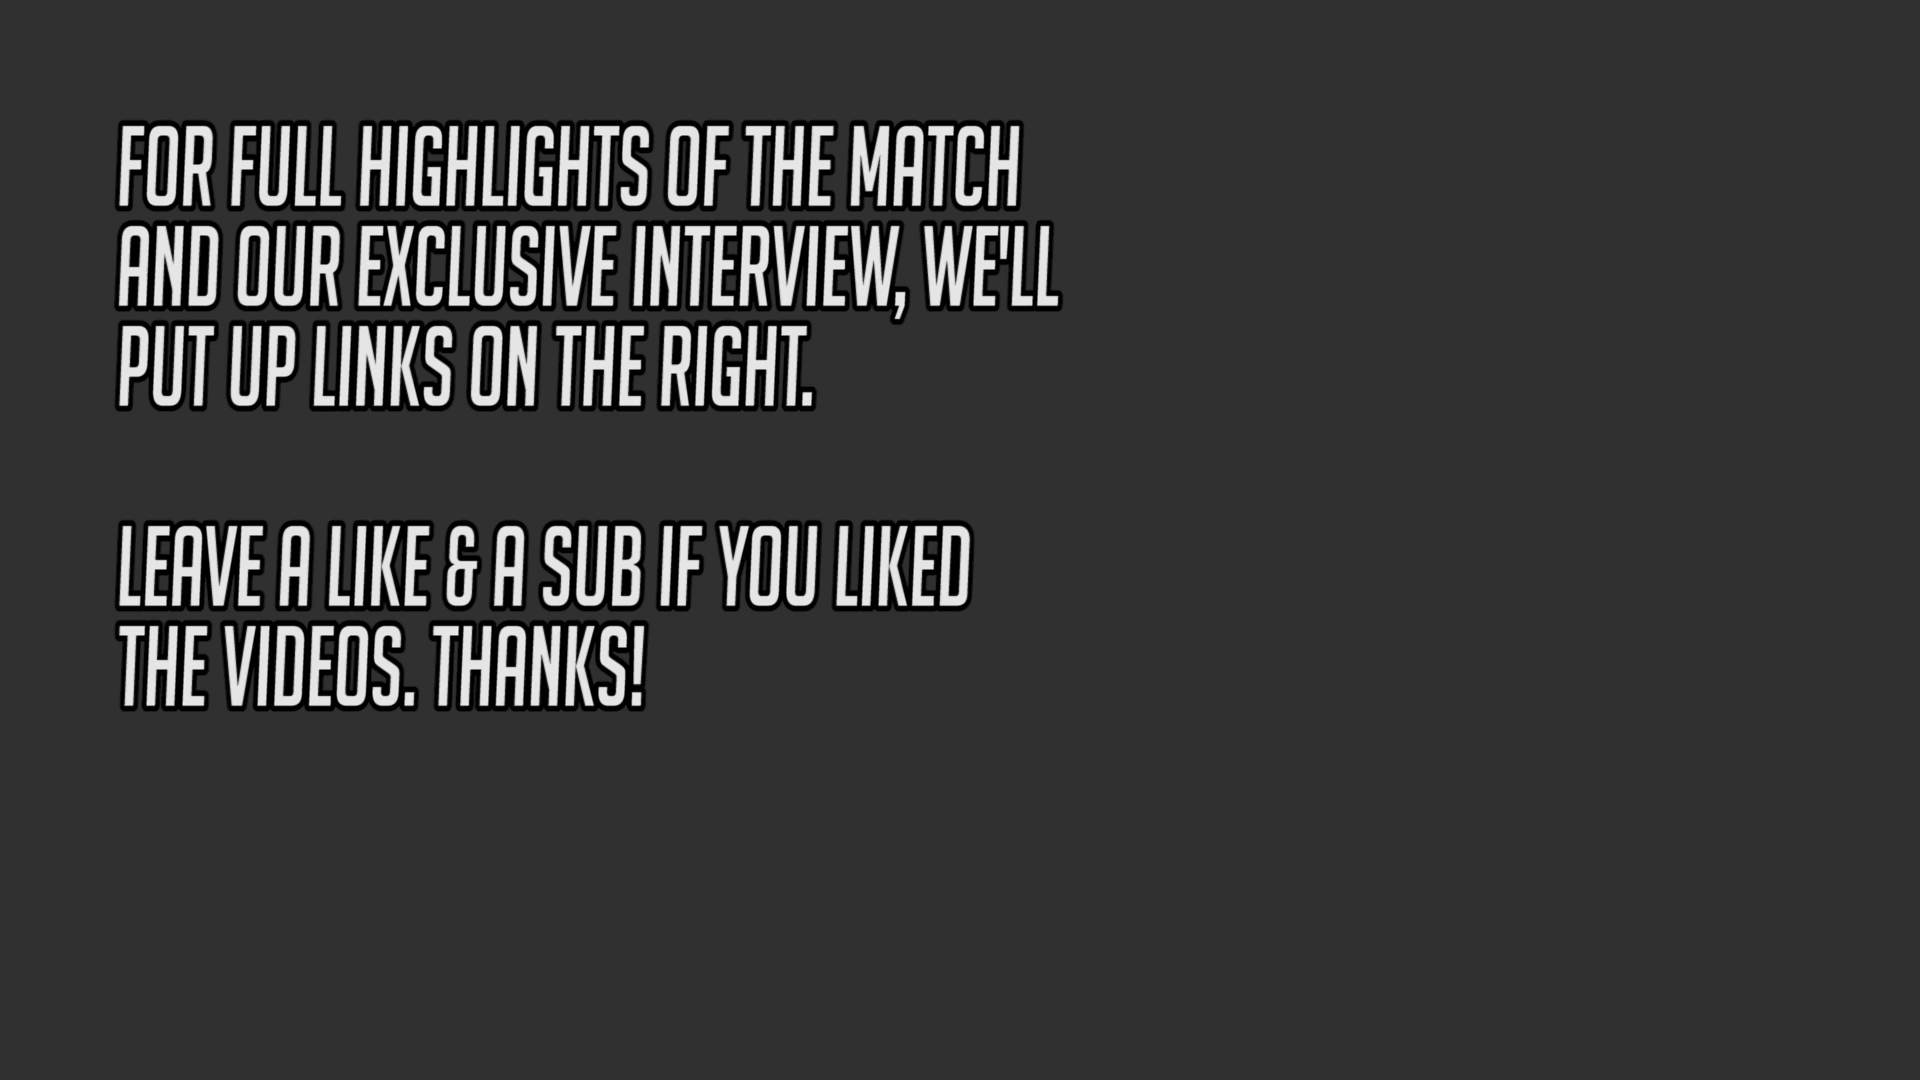 FOR FULL HIGHLIGHTS OF THE MATCH
AND OUR EXCLUSIVE INTERVIEW, WE'LL
PUT UP LINKS ON THE RIGHT.
LEAVE A LIKE & A SUB IF YOU LIKED
THE VIDEOS. THANKS!